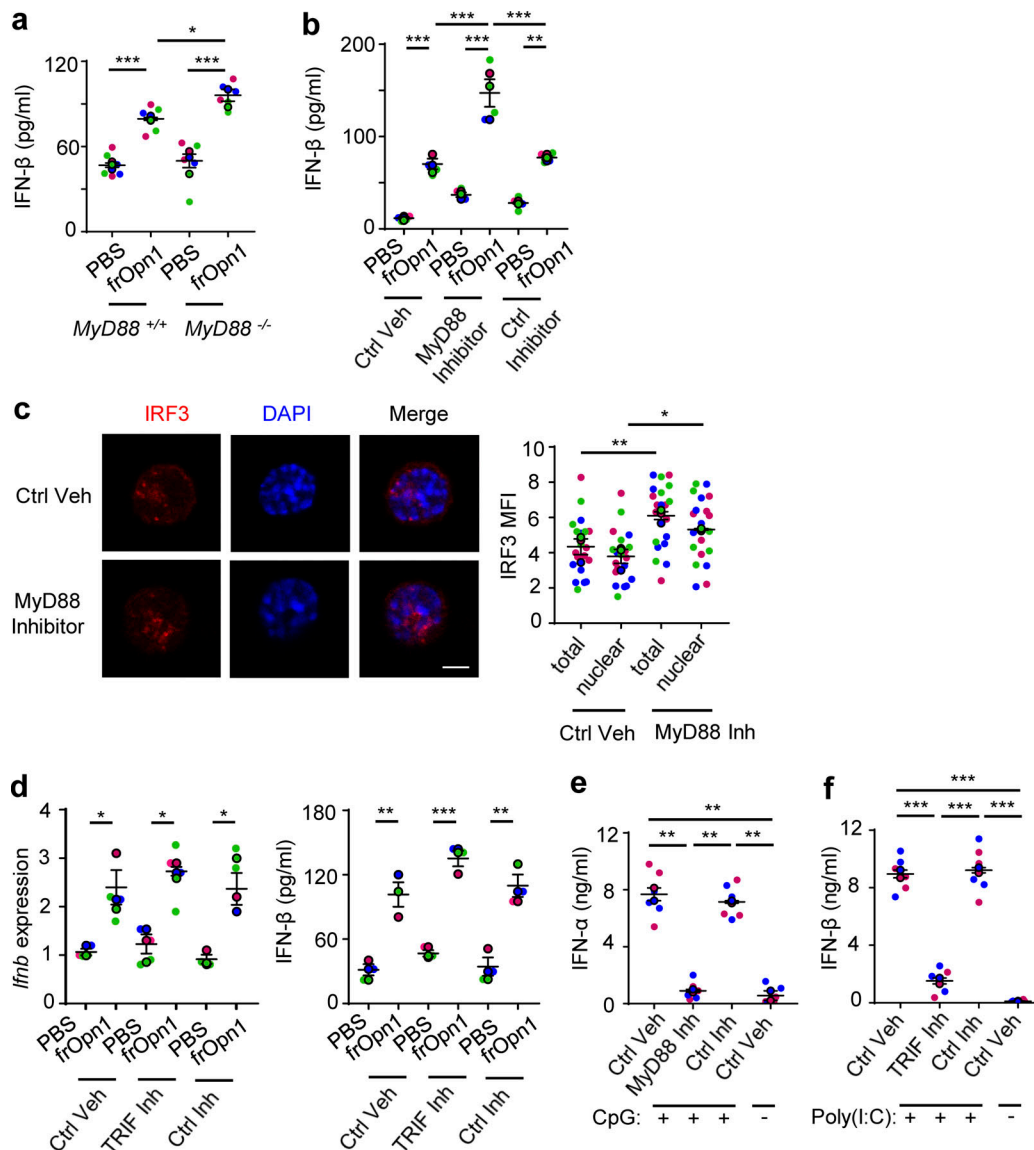 a
IFN-β (pg/ml)
120
60
0
***
***
*
PBS
frOpn1
PBS
frOpn1
MyD88 +/+
MyD88 -/-
b
IFN-β (pg/ml)
200
150
100
50
0
***
***
***
***
**
PBS
frOpn1
PBS
frOpn1
PBS
frOpn1
Ctrl Veh
MyD88
Inhibitor
Ctrl
Inhibitor
c
IRF3
DAPI
Merge
Ctrl Veh
MyD88
Inhibitor
IRF3 MFI
10
8
6
4
2
0
**
*
total
nuclear
total
nuclear
Ctrl Veh
MyD88 Inh
d
Ifnb expression
4
3
2
1
0
*
*
*
PBS
frOpn1
PBS
frOpn1
PBS
frOpn1
Ctrl Veh
TRIF Inh
Ctrl Inh
IFN-β (pg/ml)
180
120
60
0
**
***
**
PBS
frOpn1
PBS
frOpn1
PBS
frOpn1
Ctrl Veh
TRIF Inh
Ctrl Inh
e
IFN-α (ng/ml)
12
8
4
0
**
**
**
**
Ctrl Veh
MyD88 Inh
Ctrl Inh
Ctrl Veh
CpG: + + + -
f
IFN-β (ng/ml)
12
8
4
0
***
***
***
***
Ctrl Veh
TRIF Inh
Ctrl Inh
Ctrl Veh
Poly(I:C): + + + -